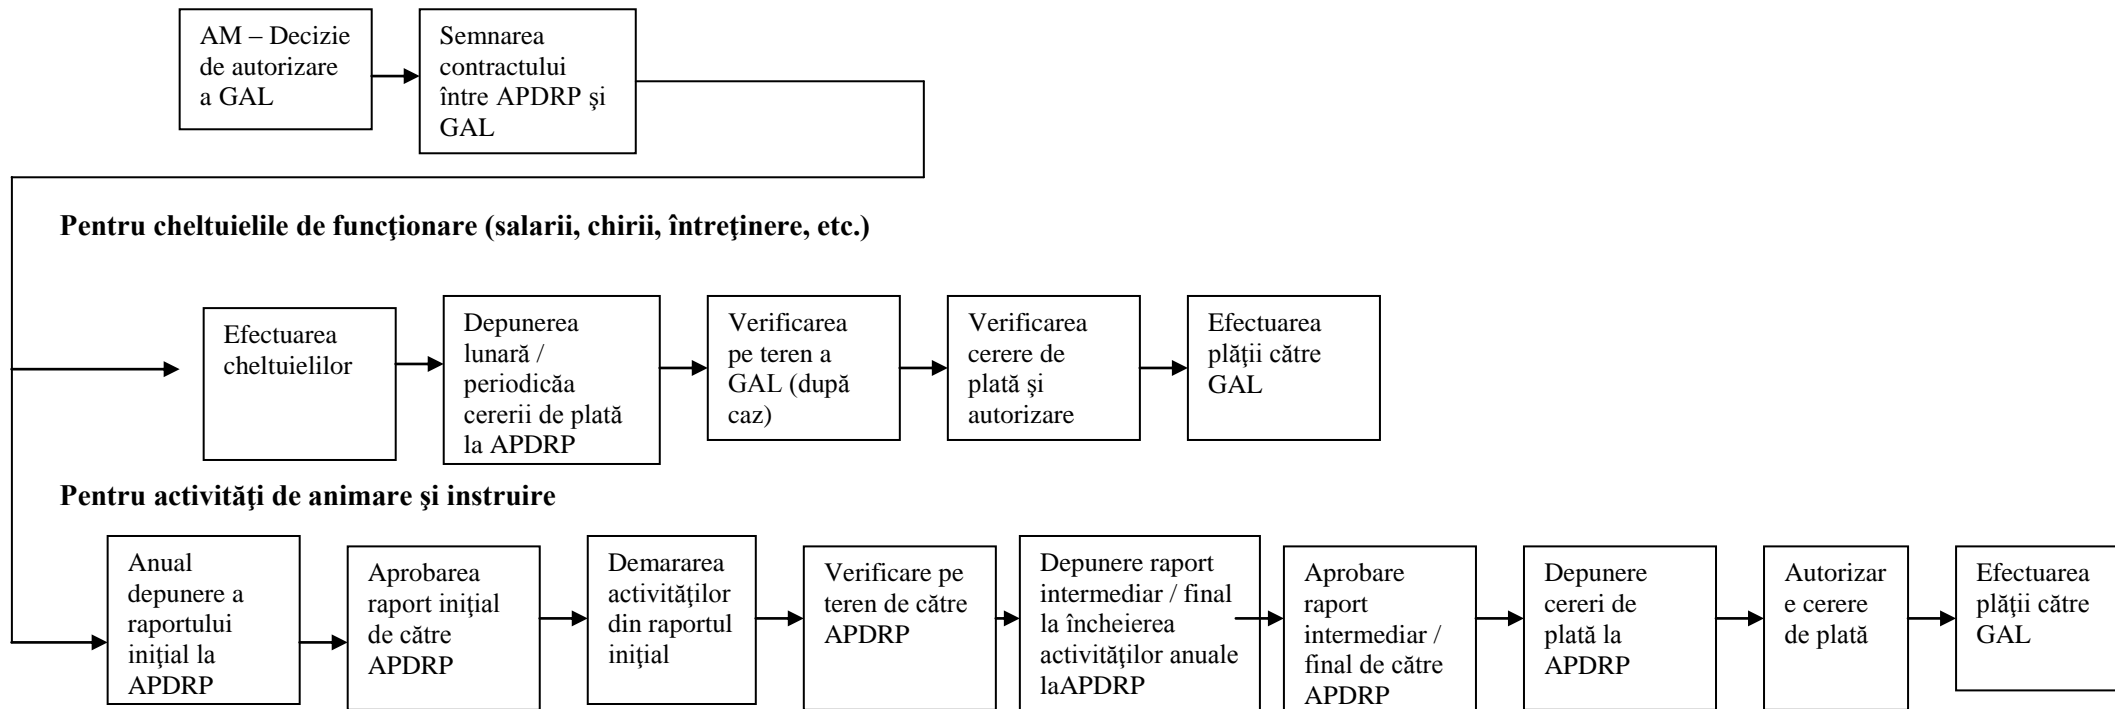 AM – Decizie
de autorizare
a GAL
Semnarea
contractului
între APDRP şi
GAL
Pentru cheltuielile de funcţionare (salarii, chirii, întreţinere, etc.)
Efectuarea
cheltuielilor
Depunerea
lunară /
periodicăa
cererii de plată
la APDRP
Verificarea
pe teren a
GAL (după
caz)
Verificarea
cerere de
plată şi
autorizare
Efectuarea
plăţii către
GAL
Pentru activităţi de animare şi instruire
Anual
depunere a
raportului
iniţial la
APDRP
Aprobarea
raport iniţial
de către
APDRP
Demararea
activităţilor
din raportul
iniţial
Verificare pe
teren de către
APDRP
Depunere raport
intermediar / final
la încheierea
activităţilor anuale
laAPDRP
Aprobare
raport
intermediar /
final de către
APDRP
Depunere
cereri de
plată la
APDRP
Autorizar
e cerere
de plată
Efectuarea
plăţii către
GAL